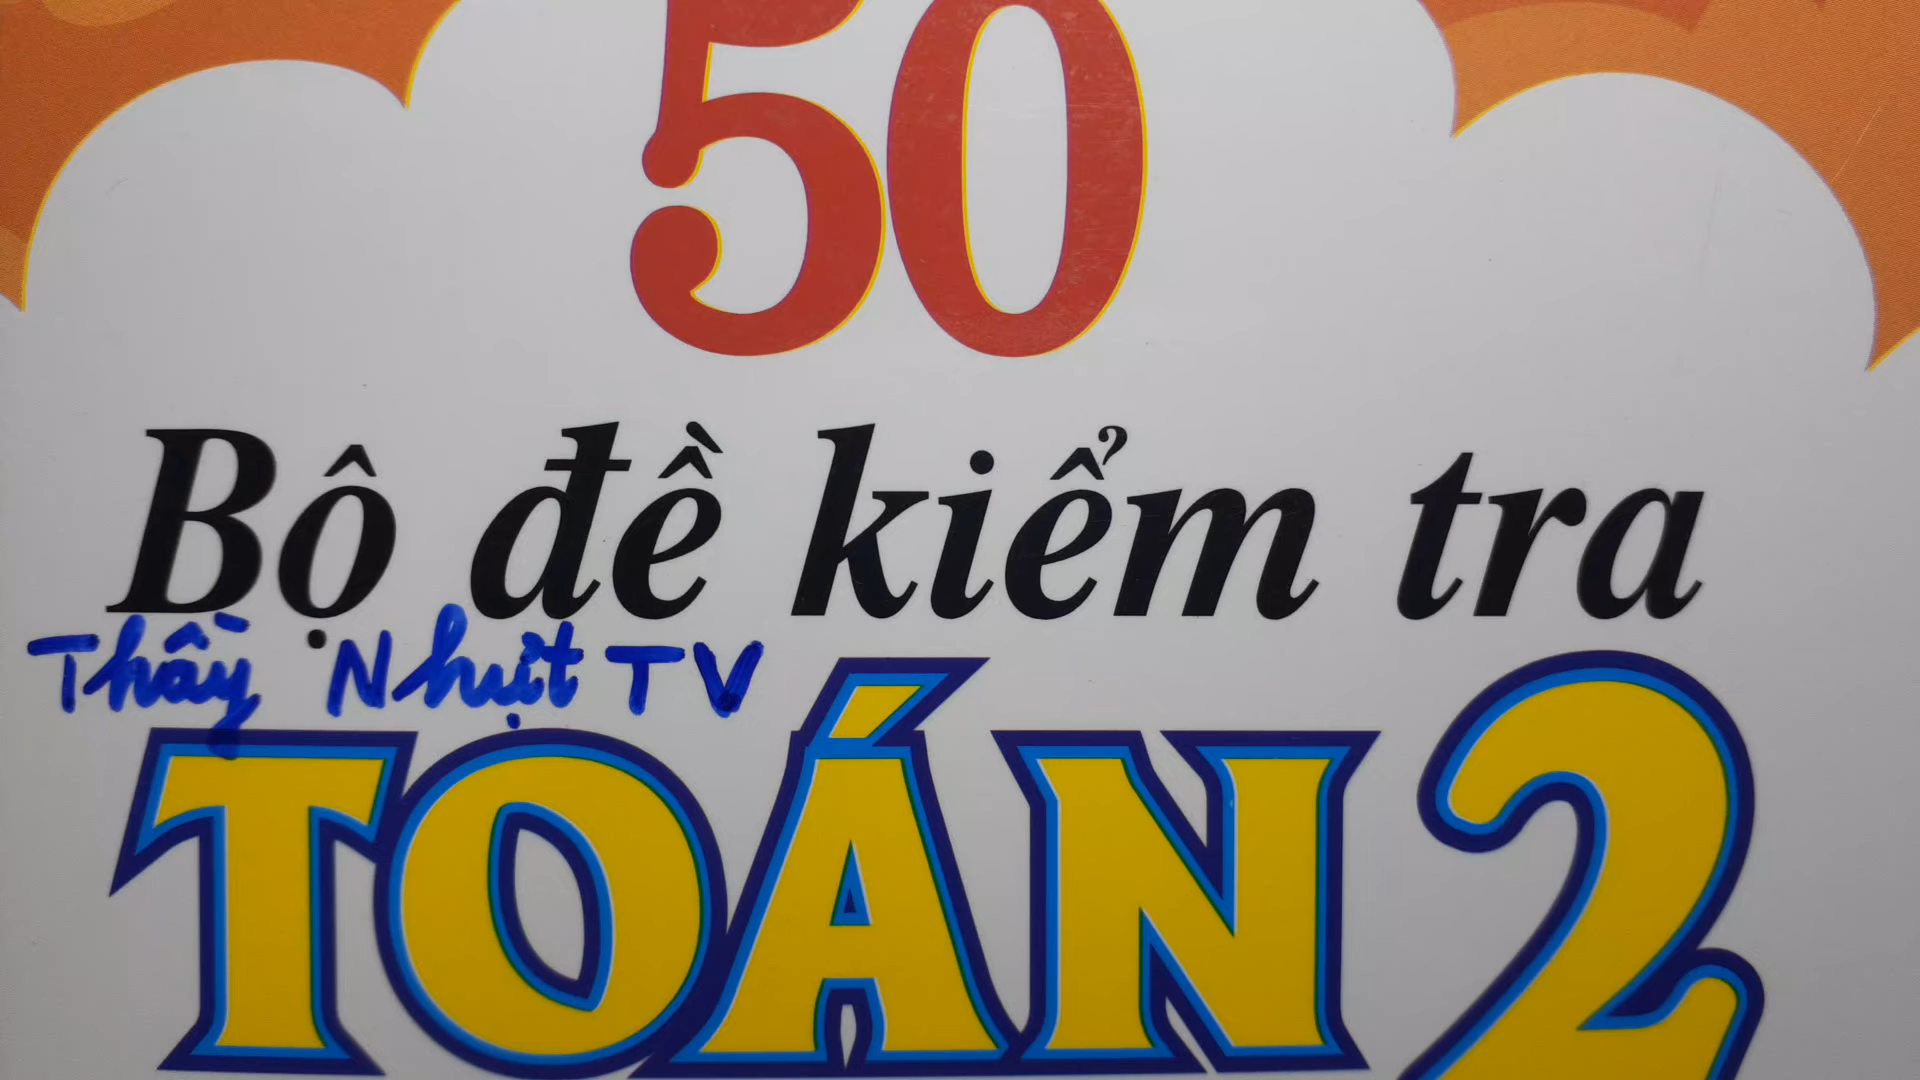 50
Bộ đề kiểm tra
Thầy Nhựt TV
TOÁN 2